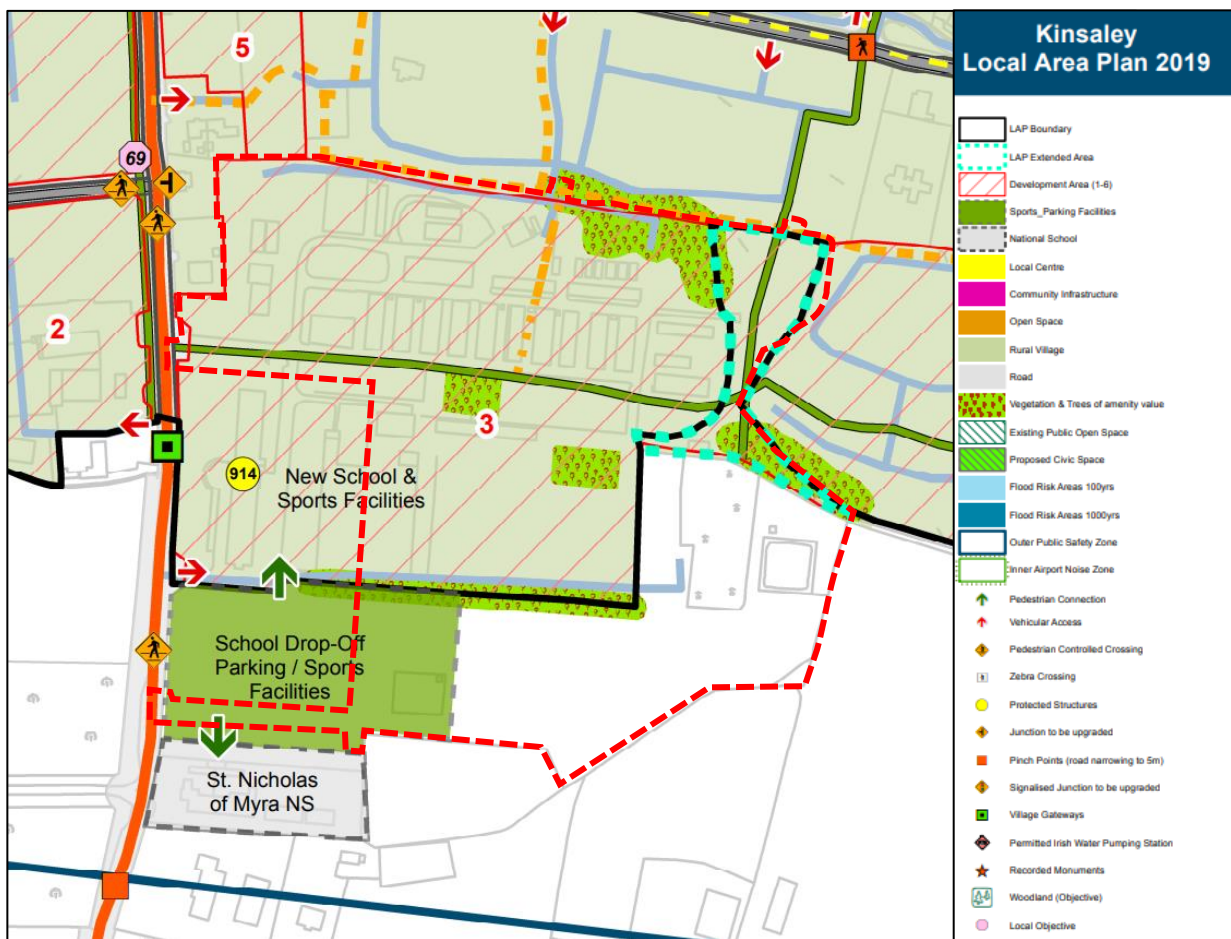 5
69
2
3
914
New School &
Sports Facilities
School Drop-Off
Parking / Sports
Facilities
St. Nicholas
of Myra NS
Kinsaley
Local Area Plan 2019
LAP Boundary
LAP Extended Area
Development Area (1-6)
Sports_Parking Facilities
National School
Local Centre
Community Infrastructure
Open Space
Rural Village
Road
Vegetation & Trees of amenity value
Existing Public Open Space
Proposed Civic Space
Flood Risk Areas 100yrs
Flood Risk Areas 1000yrs
Outer Public Safety Zone
Inner Airport Noise Zone
Pedestrian Connection
Vehicular Access
Pedestrian Controlled Crossing
Zebra Crossing
Protected Structures
Junction to be upgraded
Pinch Points (road narrowing to 5m)
Signalised Junction to be upgraded
Village Gateways
Permitted Irish Water Pumping Station
Recorded Monuments
Woodland (Objective)
Local Objective